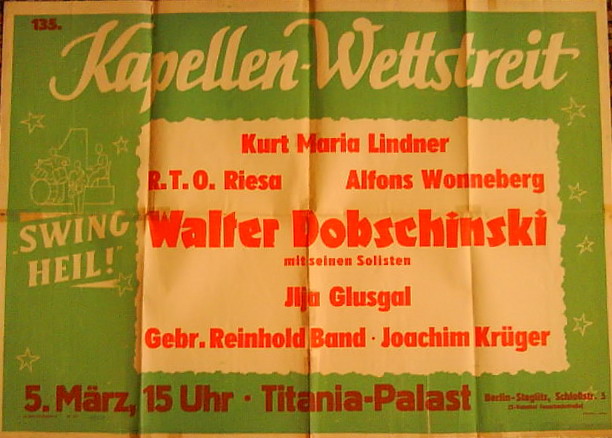 135.
Kapellen-Wettstreit
Kurt Maria Lindner
R.T.O. Riesa Alfons Wonneberg
Walter Dobschinski
mit seinen Solisten
Jlja Glusgal
Gebr. Reinhold Band · Joachim Krüger
„SWING
HEIL!“
5. März, 15 Uhr · Titania-Palast
Berlin-Steglitz, Schloßstr. 5